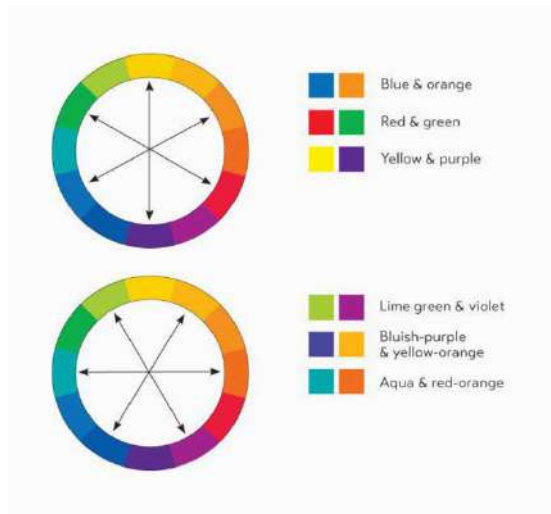 Blue & orange
Red & green
Yellow & purple
Lime green & violet
Bluish-purple
& yellow-orange
Aqua & red-orange